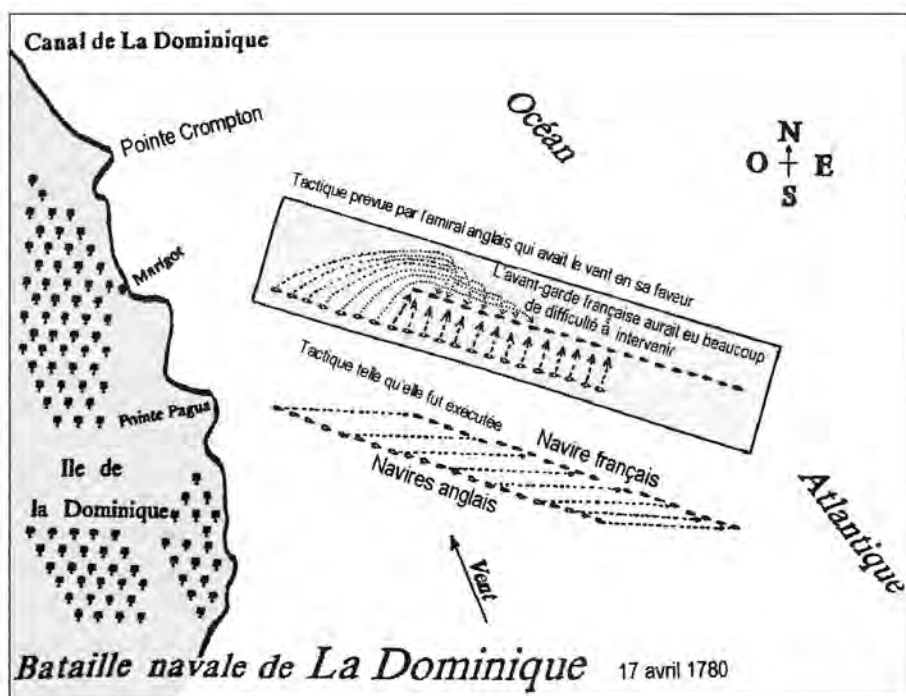 Canal de La Dominique
Pointe Crompton
Océan
N
O E
S
Tactique prevue par l'amiral anglais qui avait le vent en sa faveur
Marigot
L'avant-garde française aurait eu beaucoup
de difficulté à intervenir
Tactique telle qu'elle fut exécutée
Pointe Pagua
Navire français
Navires anglais
Ile de
la Dominique
Atlantique
Vent
Bataille navale de La Dominique 17 avril 1780